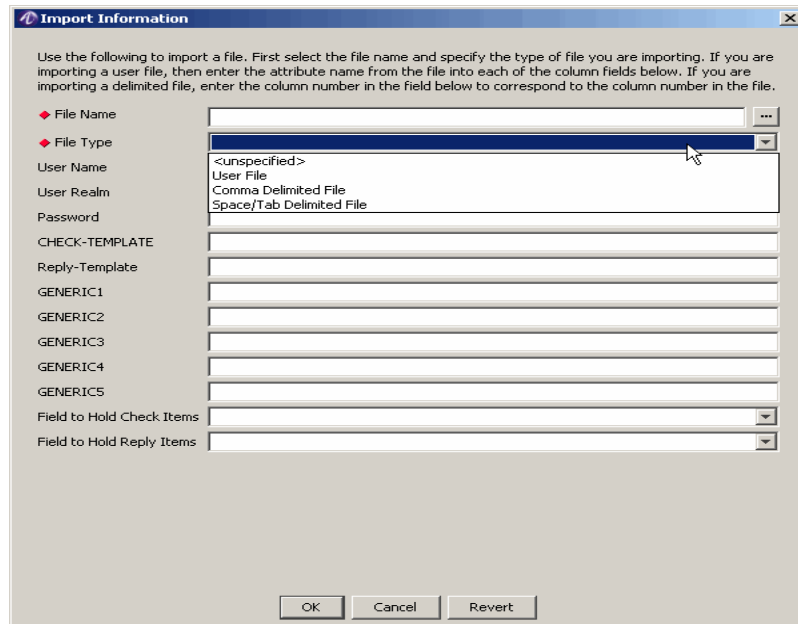 Import Information
Use the following to import a file. First select the file name and specify the type of file you are importing. If you are
importing a user file, then enter the attribute name from the file into each of the column fields below. If you are
importing a delimited file, enter the column number in the field below to correspond to the column number in the file.
File Name
...
File Type
<unspecified>
User Name
User File
Comma Delimited File
User Realm
Space/Tab Delimited File
Password
CHECK-TEMPLATE
Reply-Template
GENERIC1
GENERIC2
GENERIC3
GENERIC4
GENERIC5
Field to Hold Check Items
Field to Hold Reply Items
OK Cancel Revert